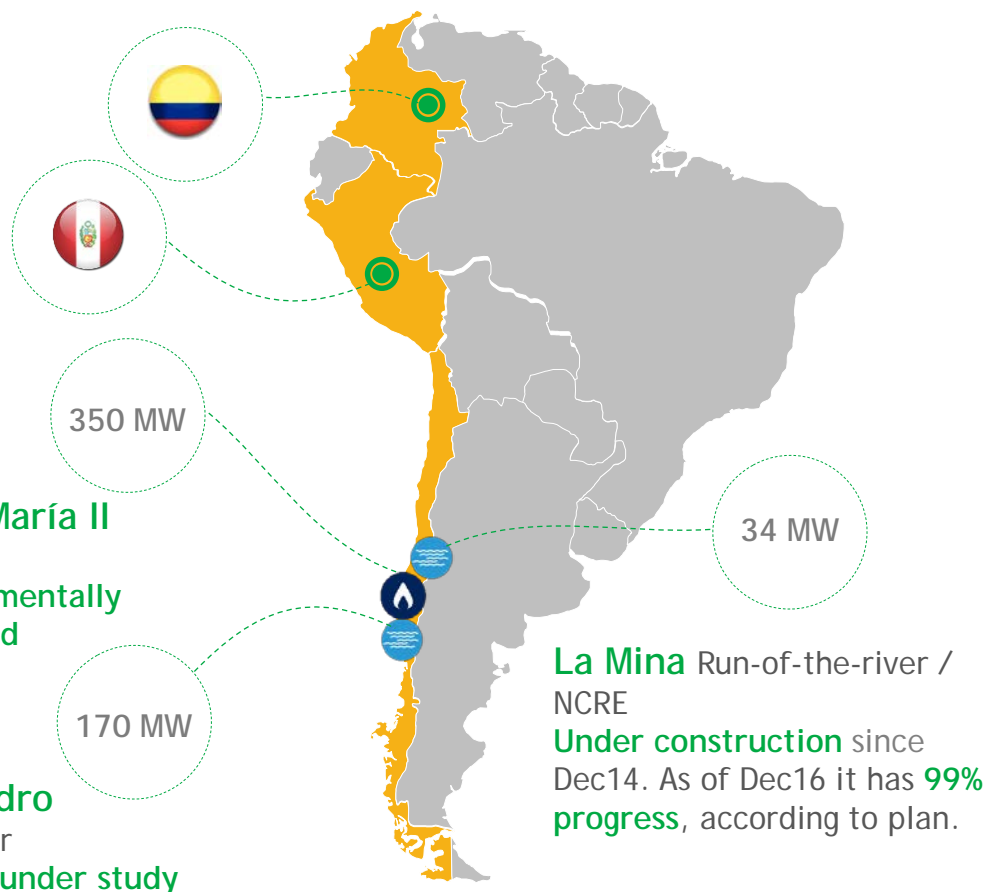 350 MW
María II
mentally
d
34 MW
170 MW
La Mina Run-of-the-river /
NCRE
Under construction since
Dec14. As of Dec16 it has 99%
progress, according to plan.
dro
r
under study